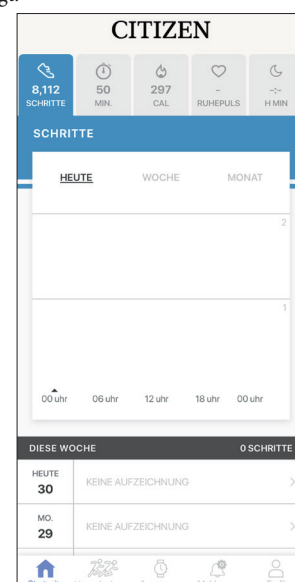 CITIZEN
8,112 50 297 - -:-
SCHRITTE MIN. CAL RUHEPULS H MIN
SCHRITTE
HEUTE WOCHE MONAT
2
1
00 uhr 06 uhr 12 uhr 18 uhr 00 uhr
DIESE WOCHE 0 SCHRITTE
HEUTE
30 KEINE AUFZEICHNUNG
MO.
29 KEINE AUFZEICHNUNG